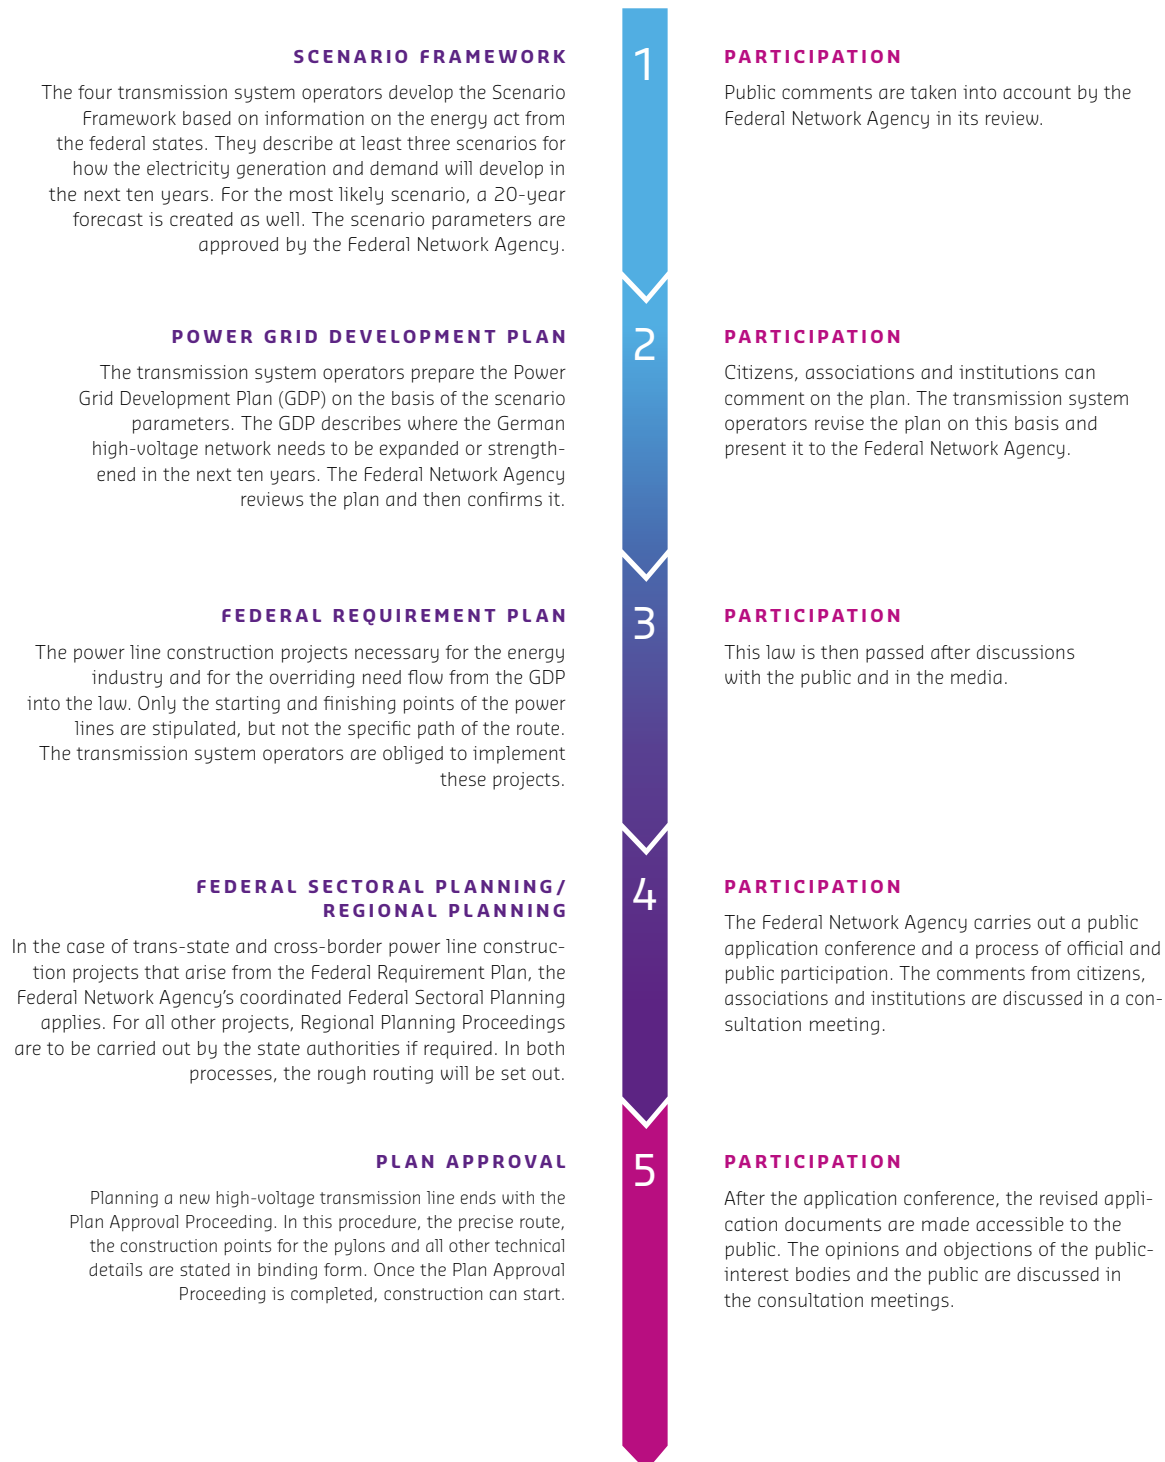 1
SCENARIO FRAMEWORK
The four transmission system operators develop the Scenario
Framework based on information on the energy act from
the federal states. They describe at least three scenarios for
how the electricity generation and demand will develop in
the next ten years. For the most likely scenario, a 20-year
forecast is created as well. The scenario parameters are
approved by the Federal Network Agency.
PARTICIPATION
Public comments are taken into account by the
Federal Network Agency in its review.
2
POWER GRID DEVELOPMENT PLAN
The transmission system operators prepare the Power
Grid Development Plan (GDP) on the basis of the scenario
parameters. The GDP describes where the German
high-voltage network needs to be expanded or strength-
ened in the next ten years. The Federal Network Agency
reviews the plan and then confirms it.
PARTICIPATION
Citizens, associations and institutions can
comment on the plan. The transmission system
operators revise the plan on this basis and
present it to the Federal Network Agency.
3
FEDERAL REQUIREMENT PLAN
The power line construction projects necessary for the energy
industry and for the overriding need flow from the GDP
into the law. Only the starting and finishing points of the power
lines are stipulated, but not the specific path of the route.
The transmission system operators are obliged to implement
these projects.
PARTICIPATION
This law is then passed after discussions
with the public and in the media.
4
FEDERAL SECTORAL PLANNING/
REGIONAL PLANNING
In the case of trans-state and cross-border power line construc-
tion projects that arise from the Federal Requirement Plan, the
Federal Network Agency's coordinated Federal Sectoral Planning
applies. For all other projects, Regional Planning Proceedings
are to be carried out by the state authorities if required. In both
processes, the rough routing will be set out.
PARTICIPATION
The Federal Network Agency carries out a public
application conference and a process of official and
public participation. The comments from citizens,
associations and institutions are discussed in a con-
sultation meeting.
5
PLAN APPROVAL
Planning a new high-voltage transmission line ends with the
Plan Approval Proceeding. In this procedure, the precise route,
the construction points for the pylons and all other technical
details are stated in binding form. Once the Plan Approval
Proceeding is completed, construction can start.
PARTICIPATION
After the application conference, the revised appli-
cation documents are made accessible to the
public. The opinions and objections of the public-
interest bodies and the public are discussed in
the consultation meetings.